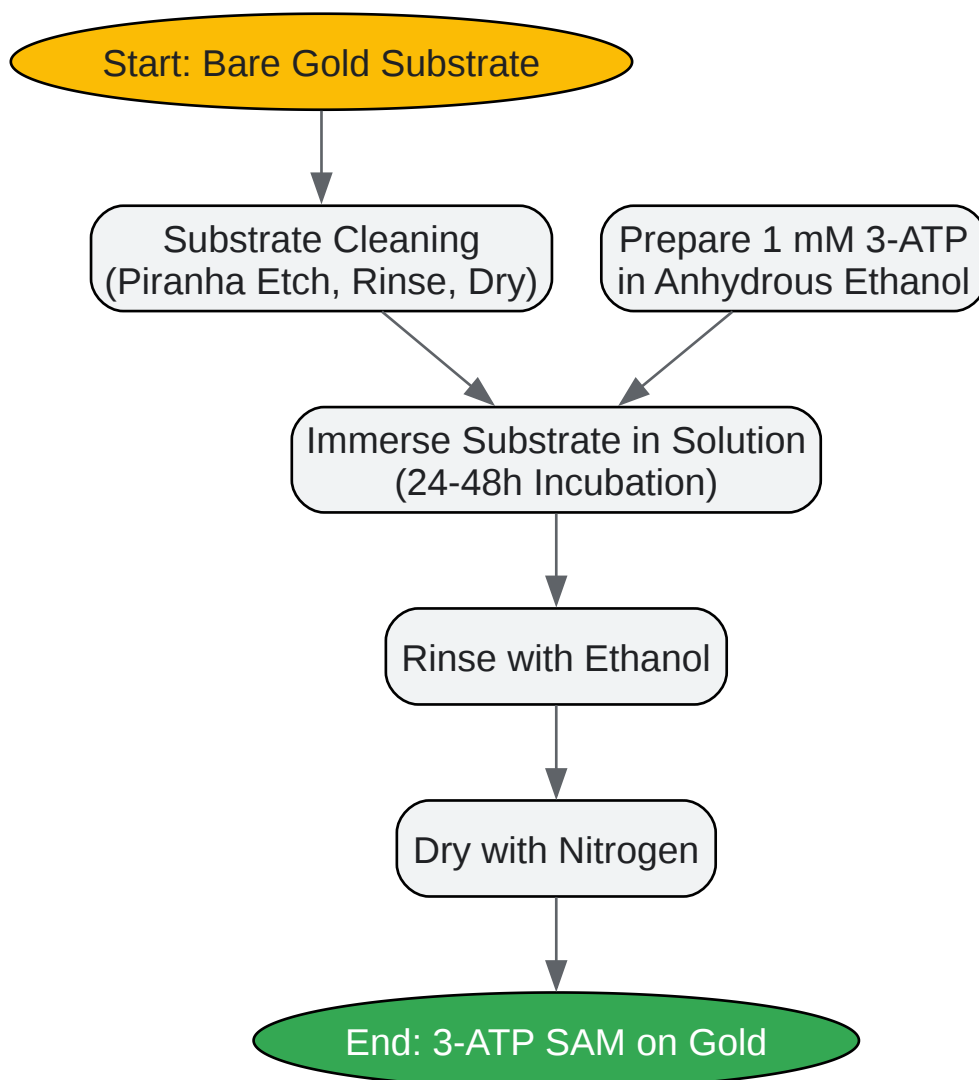 Start: Bare Gold Substrate
Substrate Cleaning
(Piranha Etch, Rinse, Dry)
Prepare 1 mM 3-ATP
in Anhydrous Ethanol
Immerse Substrate in Solution
(24-48h Incubation)
Rinse with Ethanol
Dry with Nitrogen
End: 3-ATP SAM on Gold